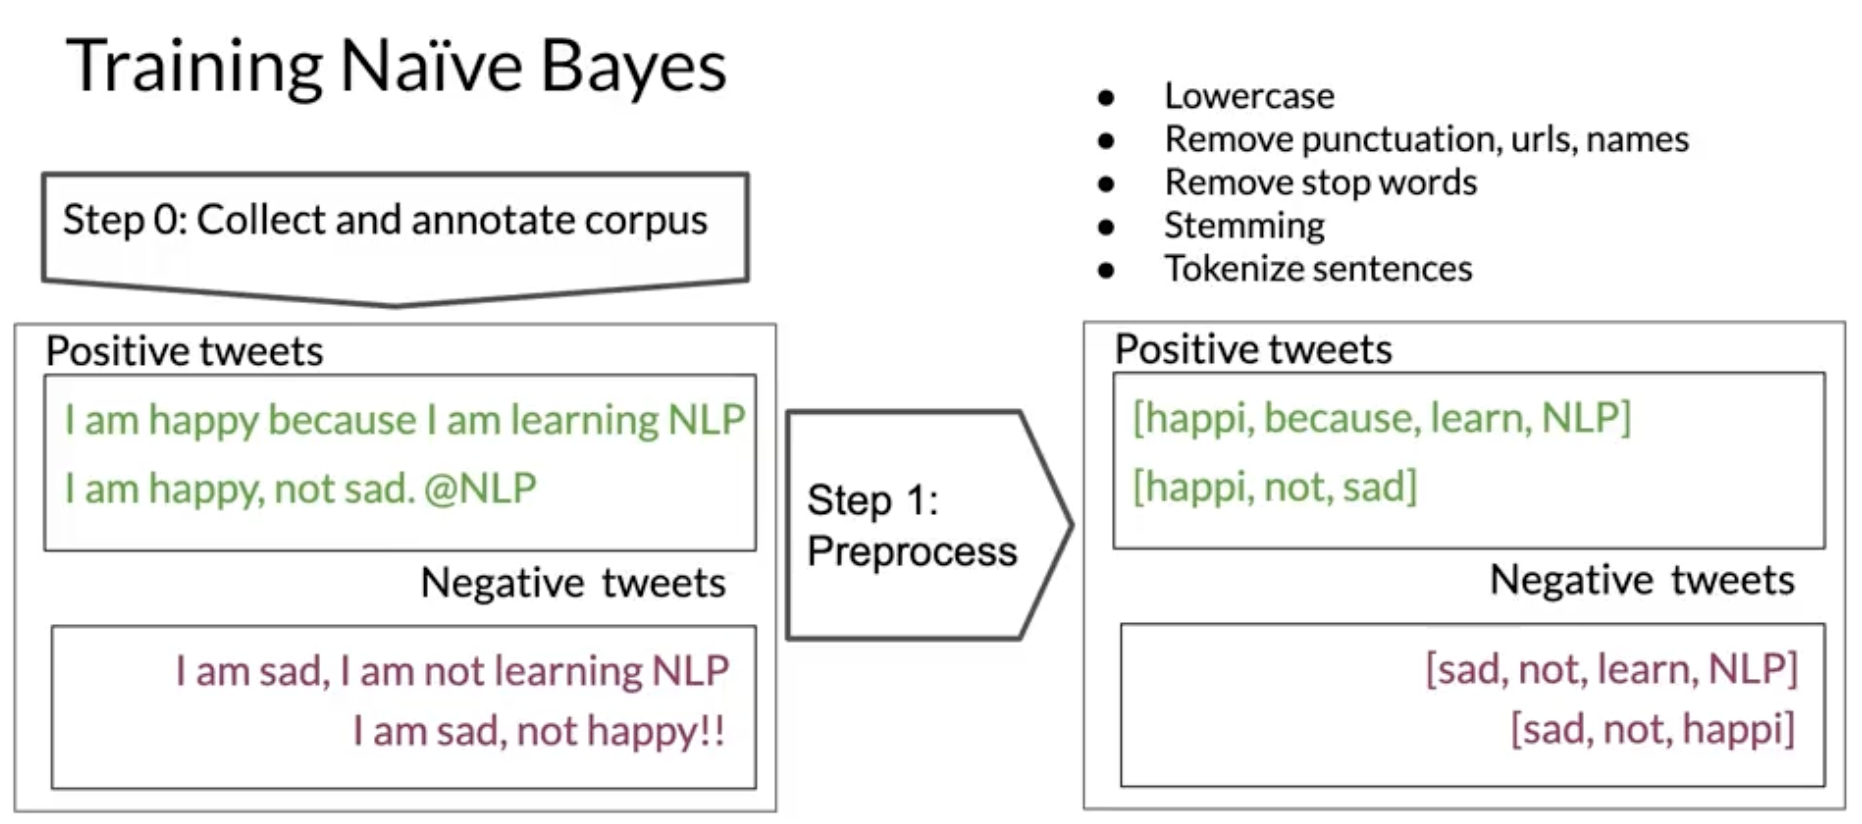 Training Naïve Bayes
Step 0: Collect and annotate corpus
Positive tweets
I am happy because I am learning NLP
I am happy, not sad. @NLP
Negative tweets
I am sad, I am not learning NLP
I am sad, not happy!!
Step 1:
Preprocess
● Lowercase
● Remove punctuation, urls, names
● Remove stop words
● Stemming
● Tokenize sentences
Positive tweets
[happi, because, learn, NLP]
[happi, not, sad]
Negative tweets
[sad, not, learn, NLP]
[sad, not, happi]